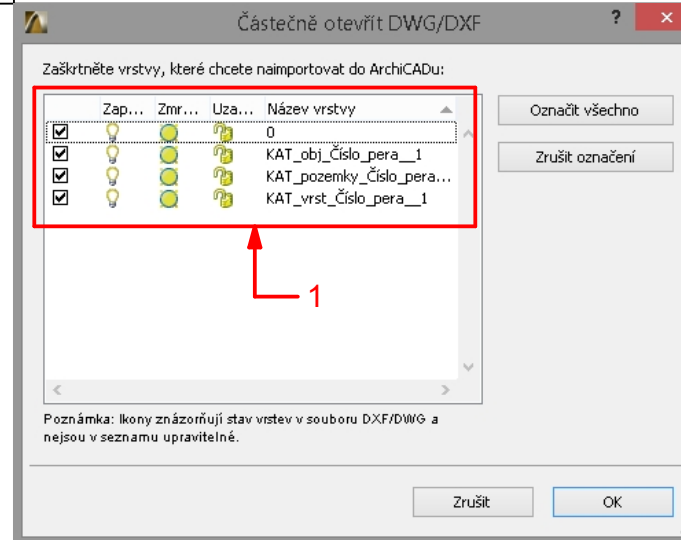 Částečně otevřít DWG/DXF
?
Zaškrtněte vrstvy, které chcete naimportovat do ArchiCADu:
Zap... Zmr... Uza... Název vrstvy
0
KAT_obj_Číslo_pera__1
KAT_pozemky_Číslo_pera...
KAT_vrst_Číslo_pera__1
Označit všechno
Zrušit označení
1
Poznámka: Ikony znázorňují stav vrstev v souboru DXF/DWG a
nejsou v seznamu upravitelné.
Zrušit
OK